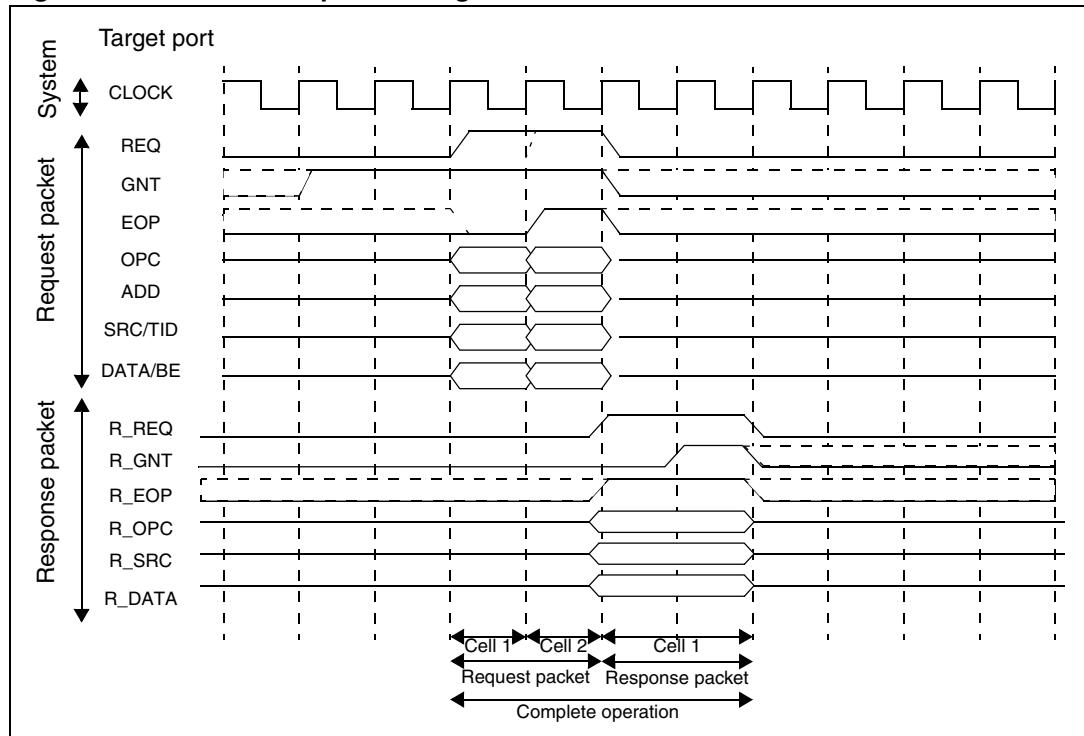 Target port
System
CLOCK
Request packet
REQ
GNT
EOP
OPC
ADD
SRC/TID
DATA/BE
Response packet
R_REQ
R_GNT
R_EOP
R_OPC
R_SRC
R_DATA
Cell 1 Cell 2 Cell 1
Request packet Response packet
Complete operation